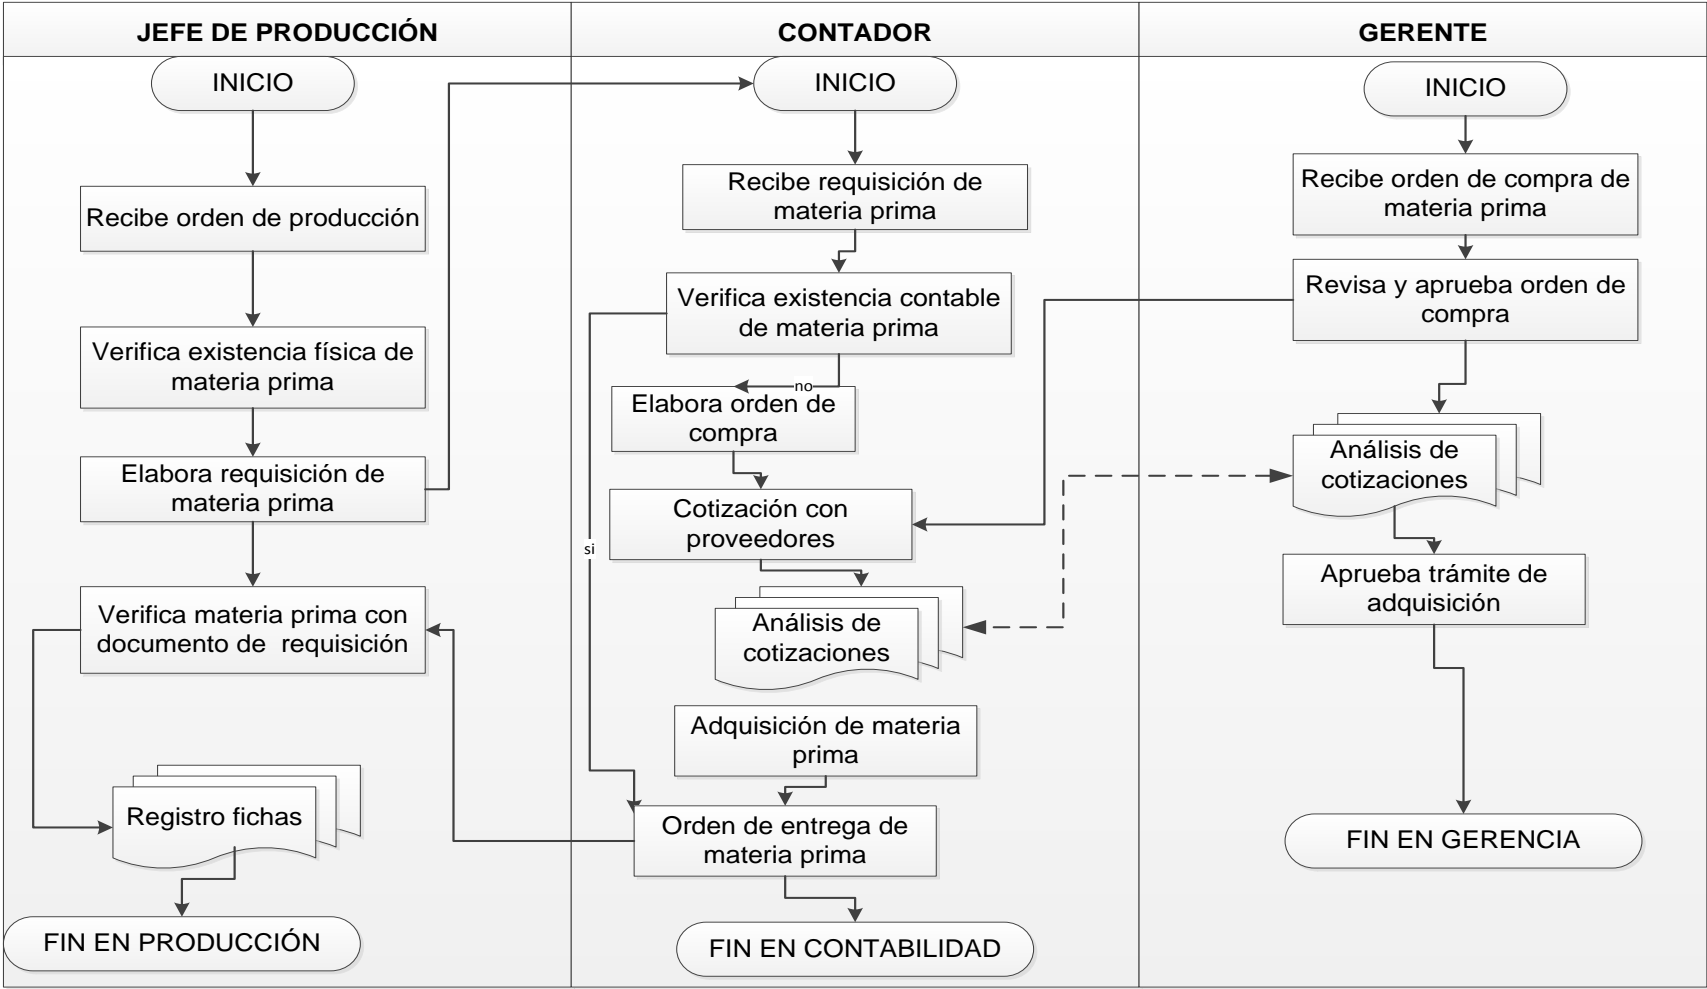 JEFE DE PRODUCCIÓN
INICIO
Recibe orden de producción
Verifica existencia física de
materia prima
Elabora requisición de
materia prima
Verifica materia prima con
documento de  requisición
Registro fichas
FIN EN PRODUCCIÓN
CONTADOR
INICIO
Recibe requisición de
materia prima
Verifica existencia contable
de materia prima
no
Elabora orden de
compra
Cotización con
proveedores
si
Análisis de
cotizaciones
Adquisición de materia
prima
Orden de entrega de
materia prima
FIN EN CONTABILIDAD
GERENTE
INICIO
Recibe orden de compra de
materia prima
Revisa y aprueba orden de
compra
Análisis de
cotizaciones
Aprueba trámite de
adquisición
FIN EN GERENCIA